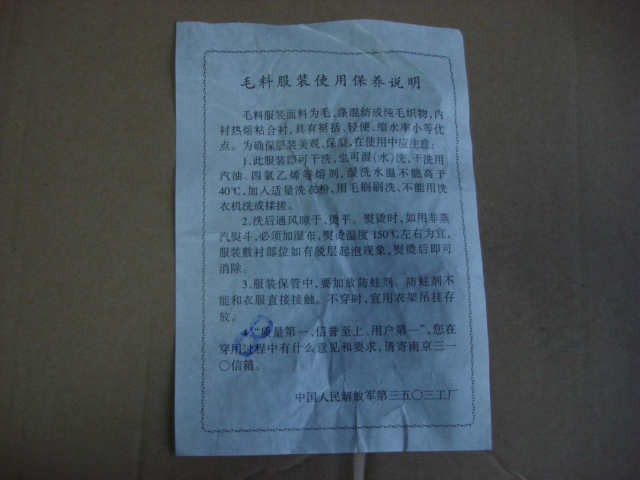 毛料服装使用保养说明
毛料服装面料为毛、涤混纺或纯毛织物,内
衬热熔粘合衬,具有挺括、轻便、缩水率小等优
点。为确保服装美观、保型,在使用中应注意:
1.此服装即可干洗,也可湿(水)洗,干洗用
汽油、四氯乙烯等熔剂,湿洗水温不能高于
40℃,加入适量洗衣粉,用毛刷刷洗,不能用洗
衣机洗或揉搓。
2.洗后通风晾干、烫平。熨烫时,如用非蒸
汽熨斗,必须加湿布,熨烫温度150℃左右为宜,
服装敷衬部位如有脱层起泡现象,熨烫后即可
消除。
3.服装保管中,要加放防蛀剂。防蛀剂不
能和衣服直接接触。不穿时,宜用衣架吊挂存
放。
“质量第一、信誉至上、用户第一”,您在
穿用过程中有什么意见和要求,请寄南京三一
〇信箱。
中国人民解放军第三五〇三工厂